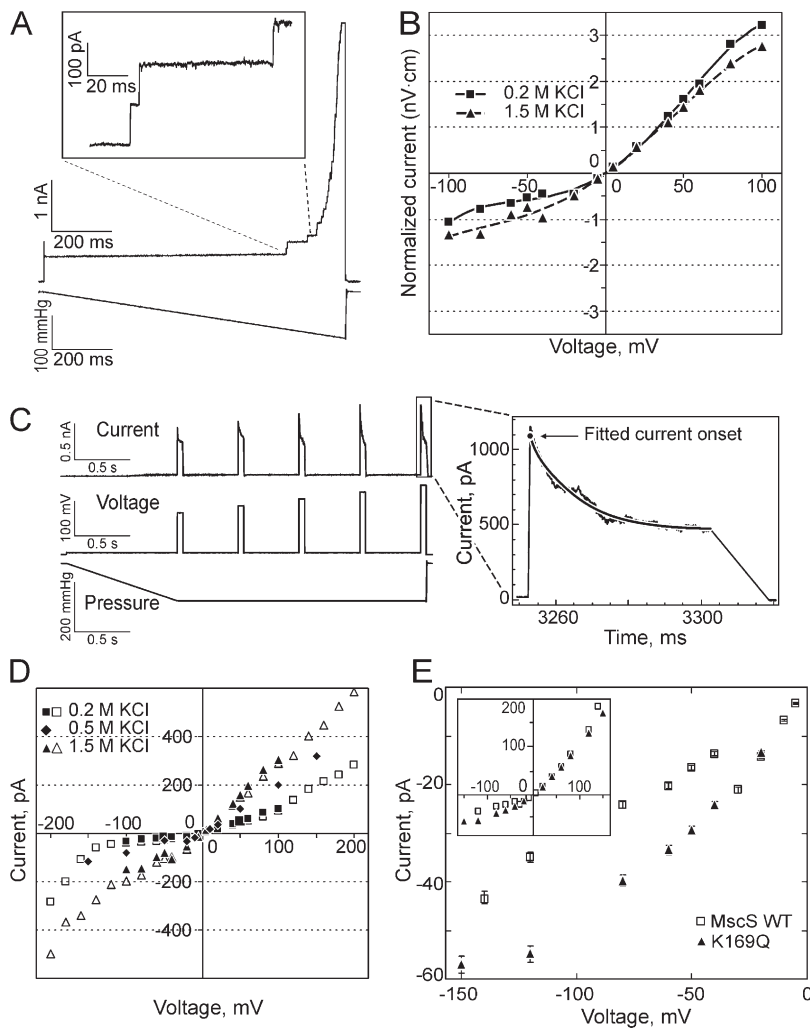 A
100 pA
20 ms
1 nA
200 ms
100 mmHg
200 ms
B
Normalized current (nV·cm)
3
2
1
0
-1
-2
-3
-100 -50 0 50 100
0.2 M KCl
1.5 M KCl
Voltage, mV
C
Current
0.5 nA
0.5 s
Voltage
100 mV
0.5 s
Pressure
200 mmHg
0.5 s
Fitted current onset
Current, pA
1000
500
0
3260 3300
Time, ms
D
0.2 M KCl
0.5 M KCl
1.5 M KCl
Current, pA
400
200
0
-200
-400
-200 -100 0 100 200
Voltage, mV
E
Current, pA
0
-20
-40
-60
200
100
0
-100 0 100
MscS WT
K169Q
-150 -100 -50 0
Voltage, mV